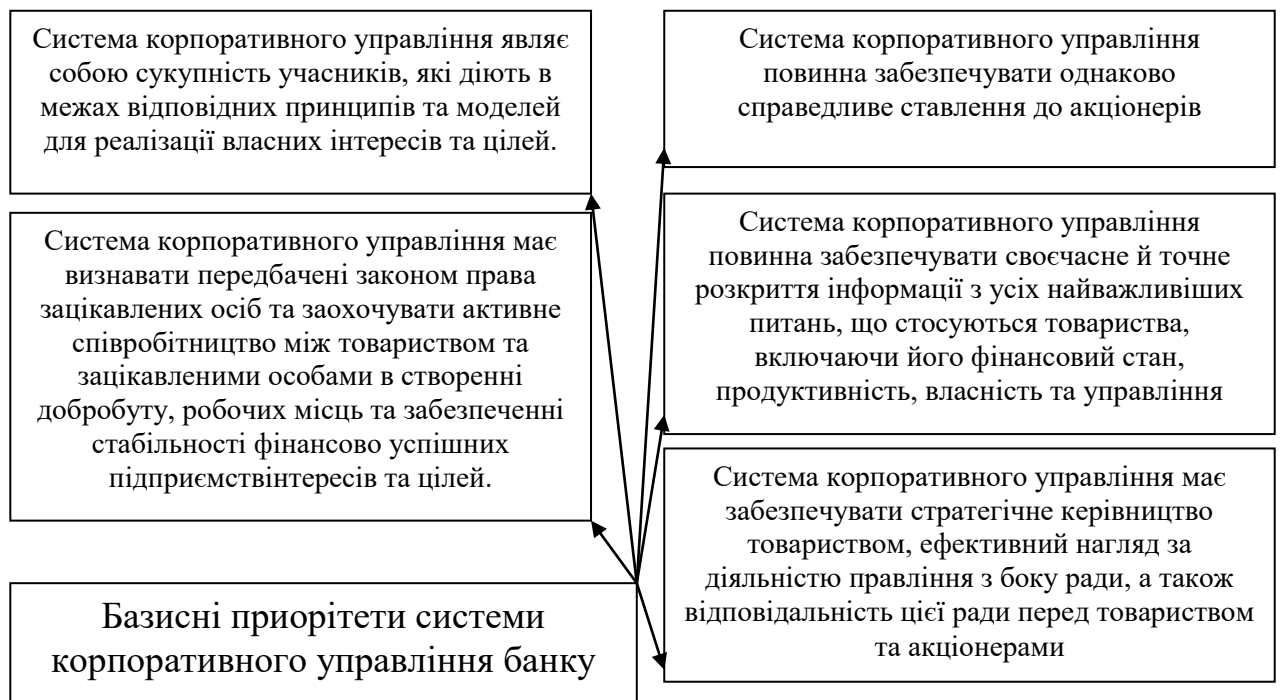 Система корпоративного управління являє
собою сукупність учасників, які діють в
межах відповідних принципів та моделей
для реалізації власних інтересів та цілей.
Система корпоративного управління має
визнавати передбачені законом права
зацікавлених осіб та заохочувати активне
співробітництво між товариством та
зацікавленими особами в створенні
добробуту, робочих місць та забезпеченні
стабільності фінансово успішних
підприємствінтересів та цілей.
Базисні приорітети системи
корпоративного управління банку
Система корпоративного управління
повинна забезпечувати однаково
справедливе ставлення до акціонерів
Система корпоративного управління
повинна забезпечувати своєчасне й точне
розкриття інформації з усіх найважливіших
питань, що стосуються товариства,
включаючи його фінансовий стан,
продуктивність, власність та управління
Система корпоративного управління має
забезпечувати стратегічне керівництво
товариством, ефективний нагляд за
діяльністю правління з боку ради, а також
відповідальність цієї ради перед товариством
та акціонерами